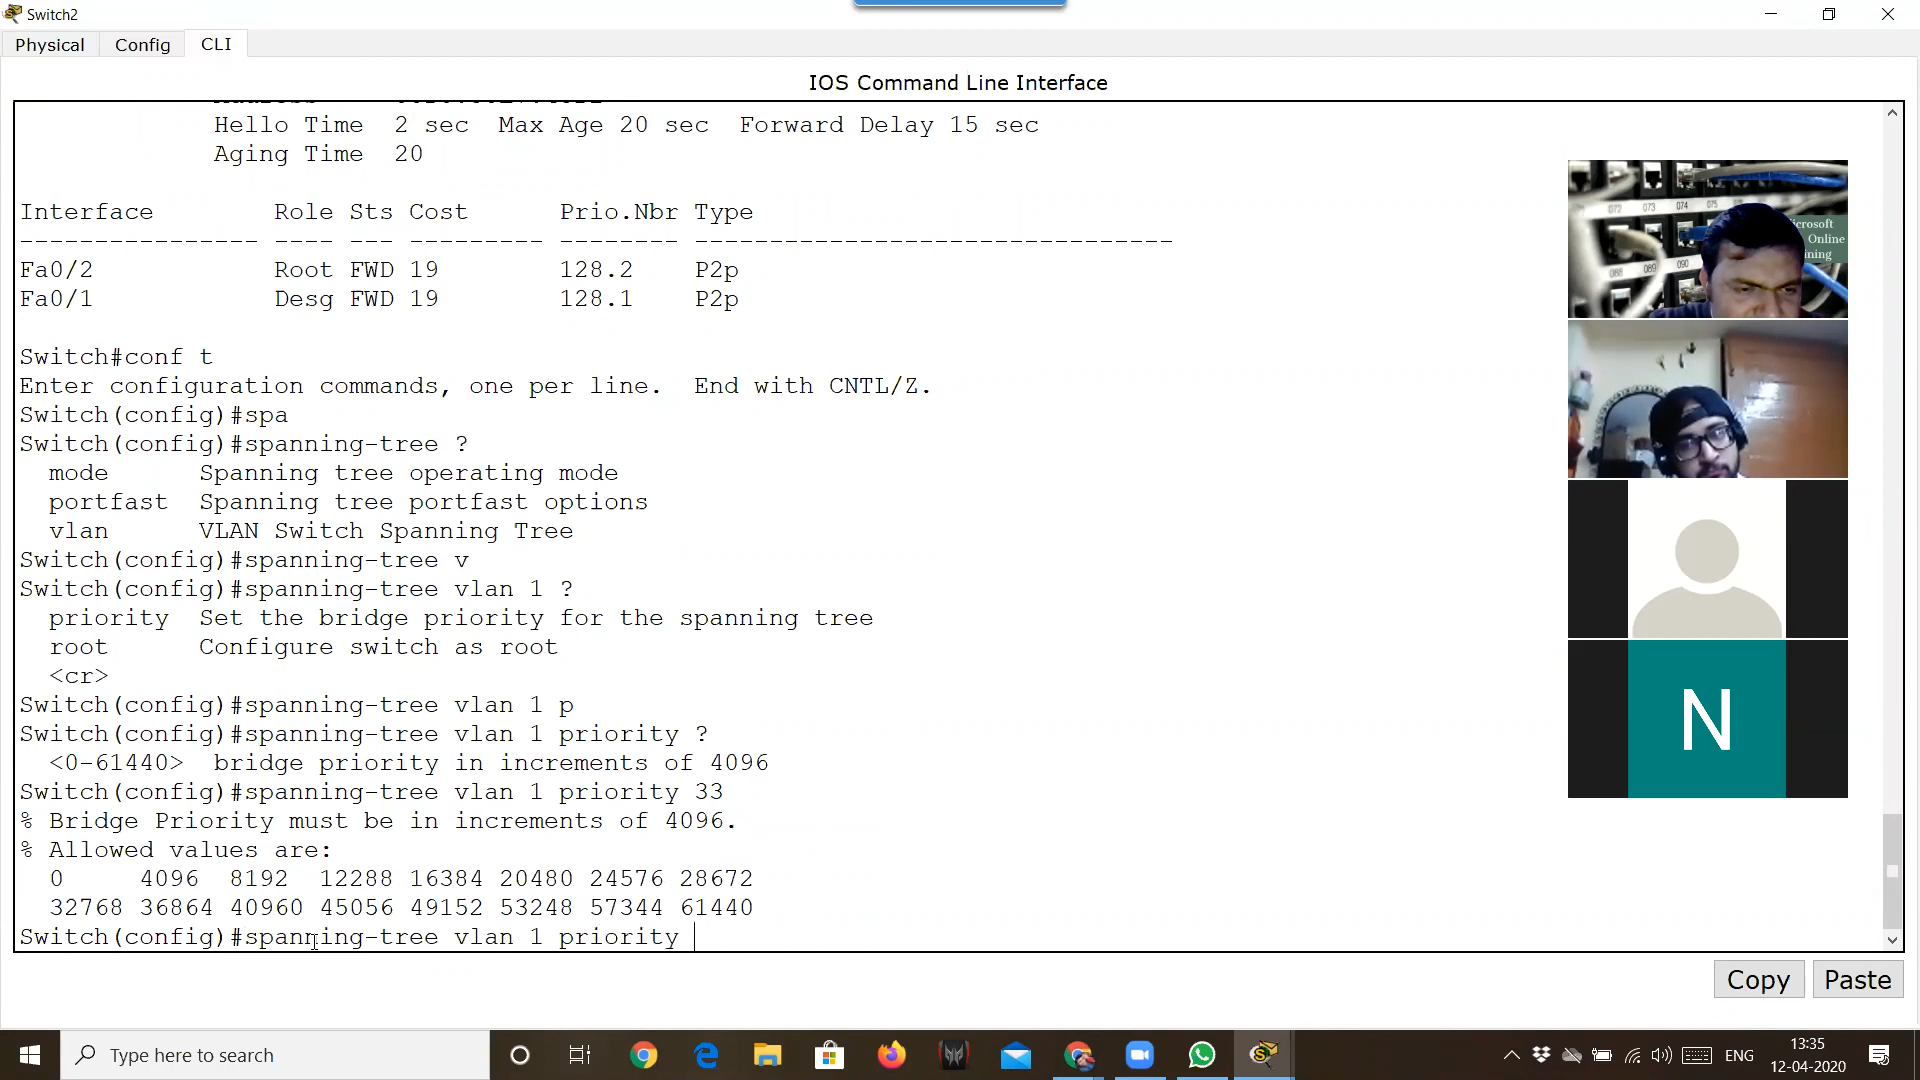 Switch2
Physical Config CLI
IOS Command Line Interface
Hello Time 2 sec Max Age 20 sec Forward Delay 15 sec
Aging Time 20
Interface Role Sts Cost Prio.Nbr Type
---------------- ---- --- --------- -------- --------------------------------
Fa0/2 Root FWD 19 128.2 P2p
Fa0/1 Desg FWD 19 128.1 P2p
Switch#conf t
Enter configuration commands, one per line. End with CNTL/Z.
Switch(config)#spa
Switch(config)#spanning-tree ?
mode Spanning tree operating mode
portfast Spanning tree portfast options
vlan VLAN Switch Spanning Tree
Switch(config)#spanning-tree v
Switch(config)#spanning-tree vlan 1 ?
priority Set the bridge priority for the spanning tree
root Configure switch as root
<cr>
Switch(config)#spanning-tree vlan 1 p
Switch(config)#spanning-tree vlan 1 priority ?
<0-61440> bridge priority in increments of 4096
Switch(config)#spanning-tree vlan 1 priority 33
% Bridge Priority must be in increments of 4096.
% Allowed values are:
0 4096 8192 12288 16384 20480 24576 28672
32768 36864 40960 45056 49152 53248 57344 61440
Switch(config)#spanning-tree vlan 1 priority
072 073 074 075
088 089 090
Online
N
Copy Paste
Type here to search
ENG
13:35
12-04-2020